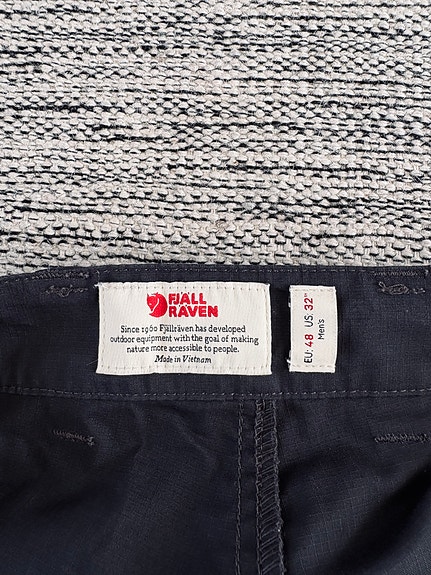 FJÄLL
RÄVEN
Since 1960 Fjällräven has developed
outdoor equipment with the goal of making
nature more accessible to people.
Made in Vietnam
EU: 48 US: 32"
Men's